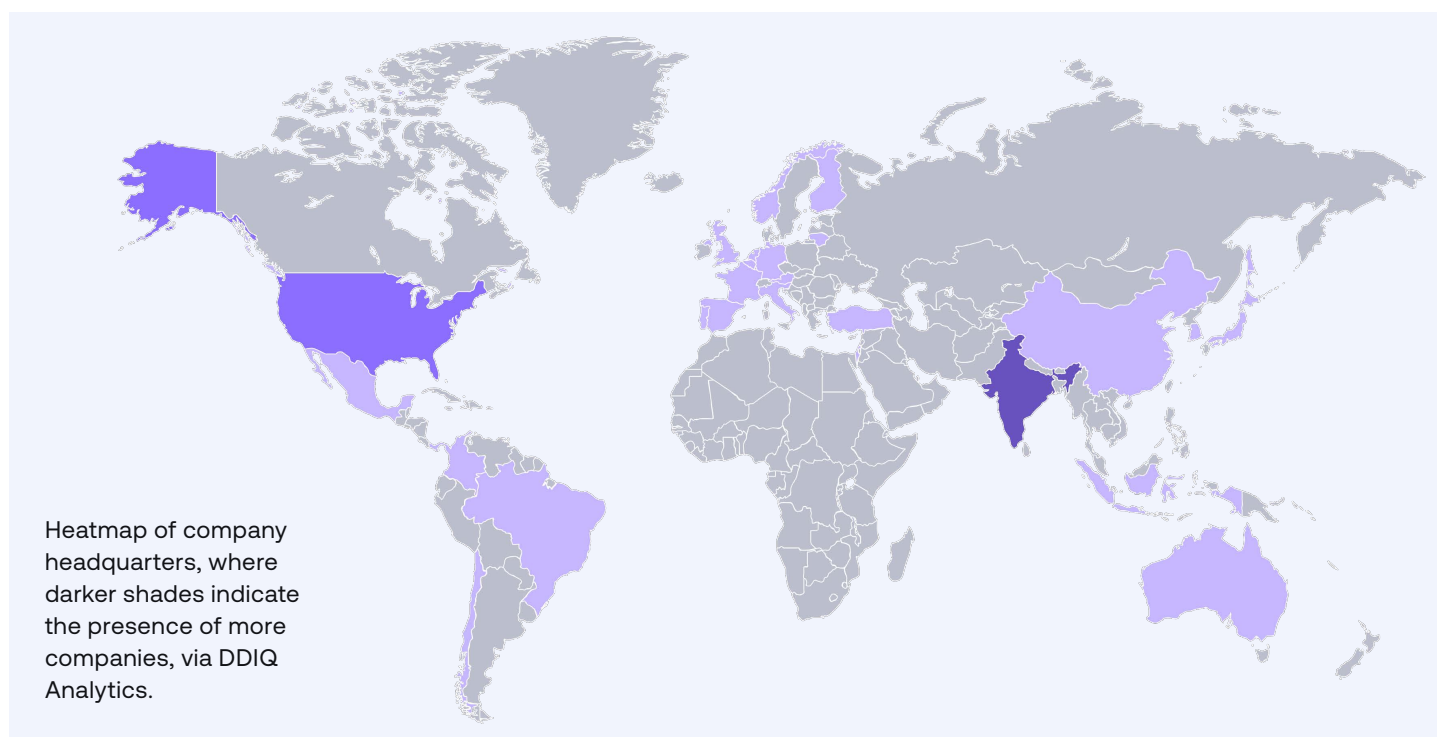 Heatmap of company
headquarters, where
darker shades indicate
the presence of more
companies, via DDIQ
Analytics.